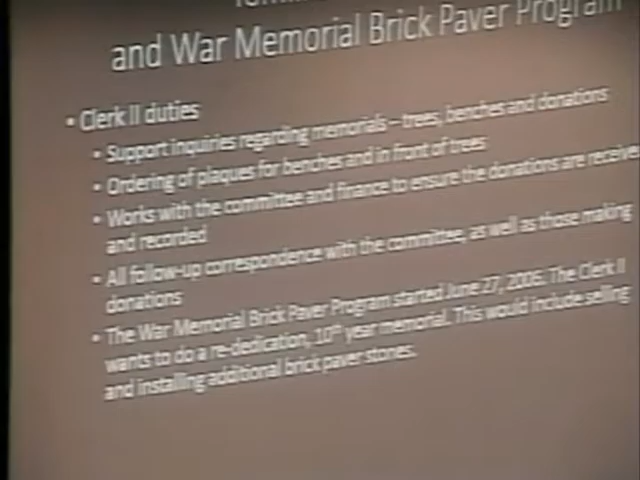 and War Memorial Brick Paver Program
• Clerk II duties
• Support inquiries regarding memorials – trees, benches and donations
• Ordering of plaques for benches and in front of trees
• Works with the committee and finance to ensure the donations are receive
and recorded
• All follow-up correspondence with the committee, as well as those making
donations
• The War Memorial Brick Paver Program started June 27, 2006. The Clerk II
wants to do a re-dedication, 10th year memorial. This would include selling
and installing additional brick paver stones.